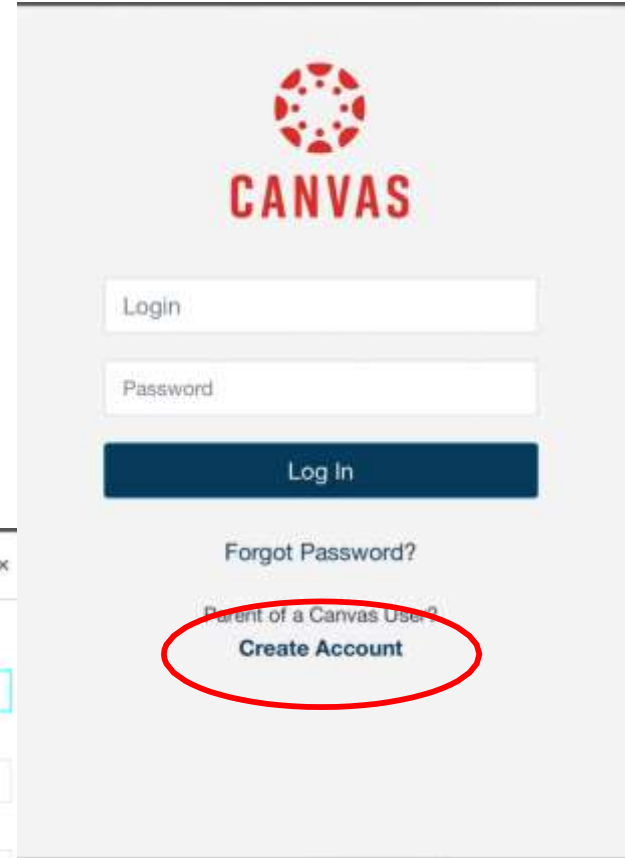 CANVAS
Login
Password
Log In
Forgot Password?
Parent of a Canvas User?
Create Account